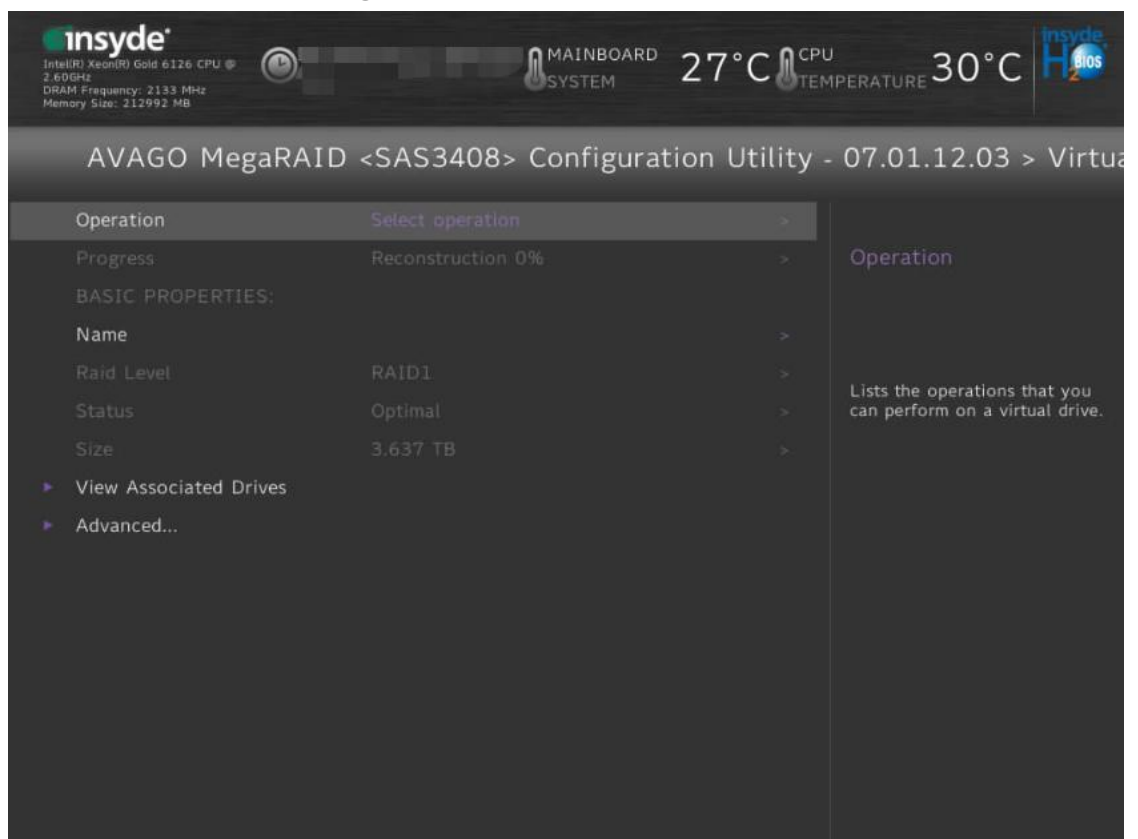 insyde
Intel(R) Xeon(R) Gold 6126 CPU @
2.60GHz
DRAM Frequency: 2133 MHz
Memory Size: 212992 MB
MAINBOARD
SYSTEM
27°C
CPU
TEMPERATURE
30°C
insyde
H2BIOS
AVAGO MegaRAID <SAS3408> Configuration Utility - 07.01.12.03 > Virtua
Operation Select operation >
Progress Reconstruction 0% >
BASIC PROPERTIES:
Name >
Raid Level RAID1 >
Status Optimal >
Size 3.637 TB >
View Associated Drives
Advanced...
Operation
Lists the operations that you
can perform on a virtual drive.